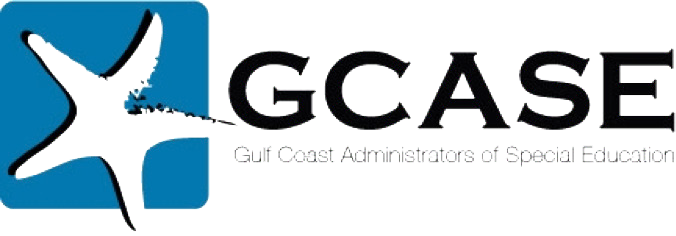 GCASE
Gulf Coast Administrators of Special Education